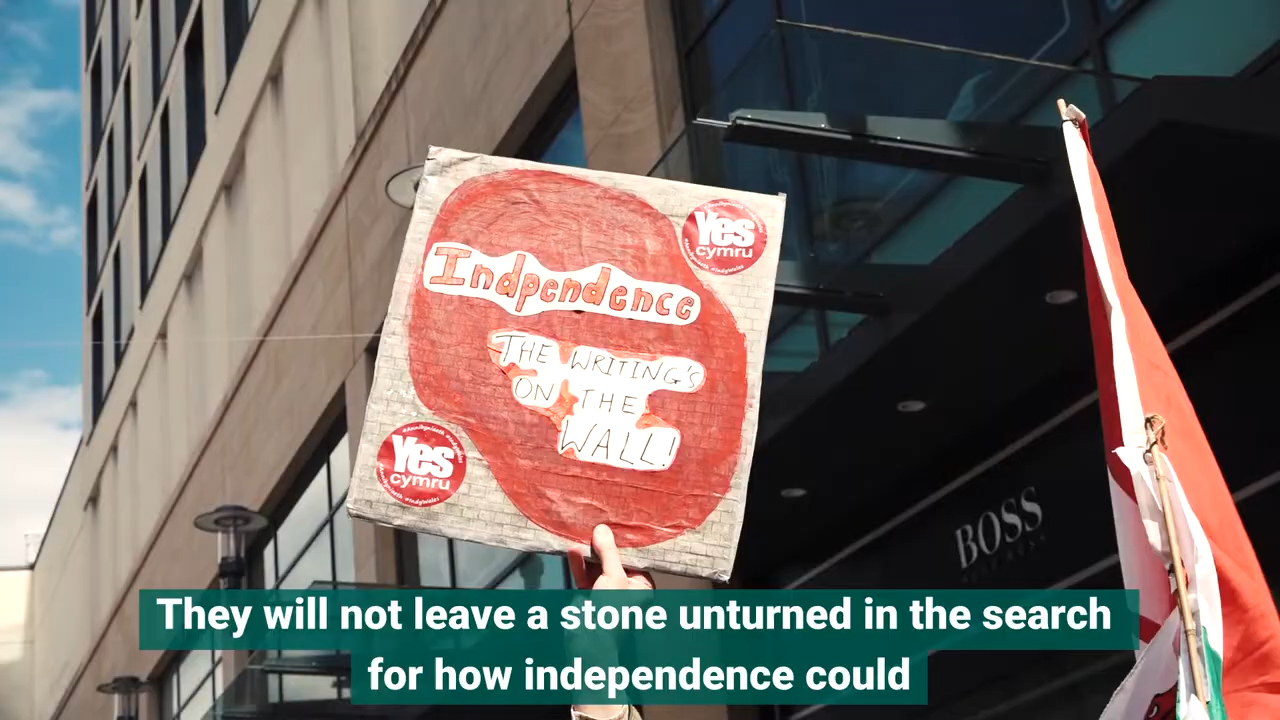 Yes
cymru
Indpendence
THE WRITING'S
ON THE
WALL!
Yes
cymru
BOSS
They will not leave a stone unturned in the search
for how independence could